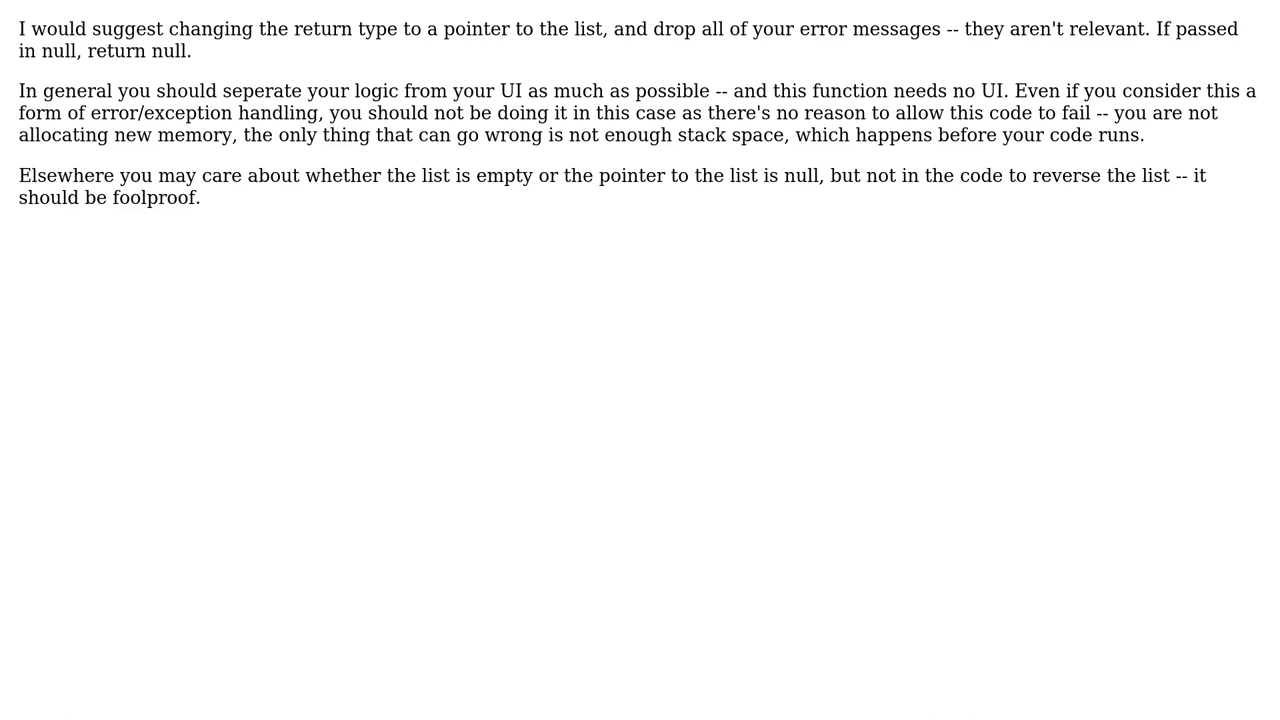 I would suggest changing the return type to a pointer to the list, and drop all of your error messages -- they aren't relevant. If passed
in null, return null.
In general you should seperate your logic from your UI as much as possible -- and this function needs no UI. Even if you consider this a
form of error/exception handling, you should not be doing it in this case as there's no reason to allow this code to fail -- you are not
allocating new memory, the only thing that can go wrong is not enough stack space, which happens before your code runs.
Elsewhere you may care about whether the list is empty or the pointer to the list is null, but not in the code to reverse the list -- it
should be foolproof.